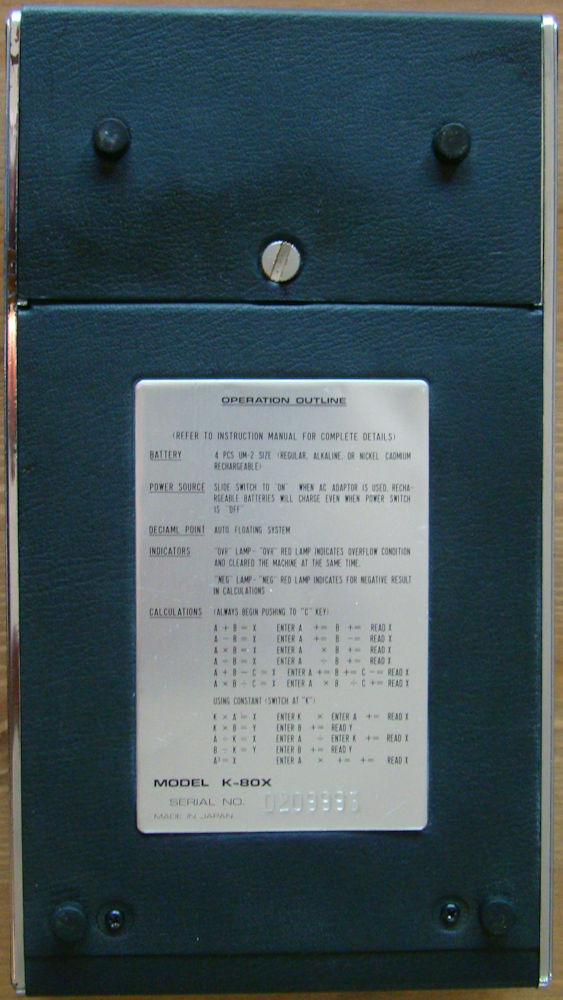 OPERATION OUTLINE
(REFER TO INSTRUCTION MANUAL FOR COMPLETE DETAILS)
BATTERY 4 PCS UM-2 SIZE (REGULAR, ALKALINE, OR NICKEL CADMIUM
RECHARGEABLE)
POWER SOURCE SLIDE SWITCH TO "ON" WHEN AC ADAPTOR IS USED, RECHA-
RGEABLE BATTERIES WILL CHARGE EVEN WHEN POWER SWITCH
IS "OFF"
DECIAML POINT AUTO FLOATING SYSTEM
INDICATORS "OVR" LAMP- "OVR" RED LAMP INDICATES OVERFLOW CONDITION
AND CLEARED THE MACHINE AT THE SAME TIME.
"NEG" LAMP- "NEG" RED LAMP INDICATES FOR NEGATIVE RESULT
IN CALCULATIONS
CALCULATIONS (ALWAYS BEGIN PUSHING TO "C" KEY)
A + B = X ENTER A += B += READ X
A - B = X ENTER A += B -= READ X
A × B = X ENTER A × B += READ X
A ÷ B = X ENTER A ÷ B += READ X
A + B - C = X ENTER A += B += C -= READ X
A × B ÷ C = X ENTER A × B ÷ C += READ X
USING CONSTANT (SWITCH AT "K")
K × A = X ENTER K × ENTER A += READ X
K × B = Y ENTER B += READ Y
A ÷ K = X ENTER A ÷ ENTER K += READ X
B ÷ K = Y ENTER B += READ Y
A³ = X ENTER A × += += READ X
MODEL K-80X
SERIAL NO.
MADE IN JAPAN